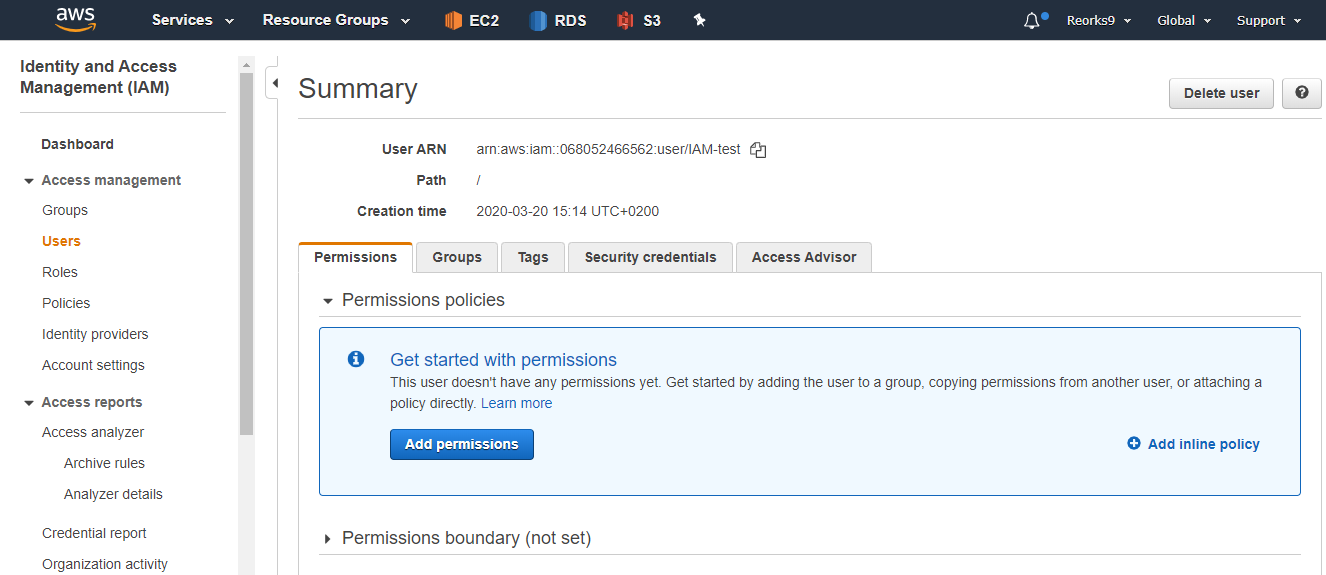 aws Services Resource Groups EC2 RDS S3 Reorks9 Global Support
Identity and Access
Management (IAM)
Dashboard
Access management
Groups
Users
Roles
Policies
Identity providers
Account settings
Access reports
Access analyzer
Archive rules
Analyzer details
Credential report
Organization activity
Summary
Delete user
User ARN arn:aws:iam::068052466562:user/IAM-test
Path /
Creation time 2020-03-20 15:14 UTC+0200
Permissions Groups Tags Security credentials Access Advisor
Permissions policies
Get started with permissions
This user doesn't have any permissions yet. Get started by adding the user to a group, copying permissions from another user, or attaching a
policy directly. Learn more
Add permissions Add inline policy
Permissions boundary (not set)